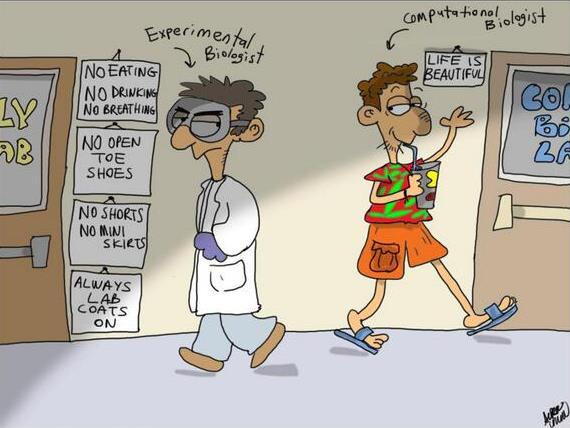 Experimental
Biologist
Computational
Biologist
NO EATING
NO DRINKING
NO BREATHING
NO OPEN
TOE
SHOES
NO SHORTS
NO MINI
SKIRTS
ALWAYS
LAB
COATS
ON
LIFE IS
BEAUTIFUL
LY
AB
COM
Bi
LA